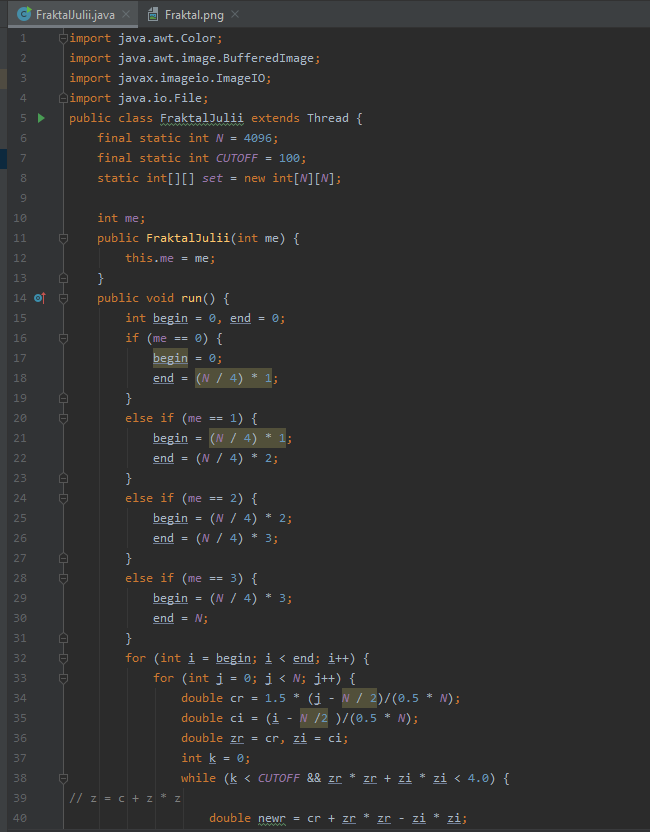 FraktalJulii.java × Fraktal.png ×
1 import java.awt.Color;
2 import java.awt.image.BufferedImage;
3 import javax.imageio.ImageIO;
4 import java.io.File;
5 public class FraktalJulii extends Thread {
6 final static int N = 4096;
7 final static int CUTOFF = 100;
8 static int[][] set = new int[N][N];
9
10 int me;
11 public FraktalJulii(int me) {
12 this.me = me;
13 }
14 public void run() {
15 int begin = 0, end = 0;
16 if (me == 0) {
17 begin = 0;
18 end = (N / 4) * 1;
19 }
20 else if (me == 1) {
21 begin = (N / 4) * 1;
22 end = (N / 4) * 2;
23 }
24 else if (me == 2) {
25 begin = (N / 4) * 2;
26 end = (N / 4) * 3;
27 }
28 else if (me == 3) {
29 begin = (N / 4) * 3;
30 end = N;
31 }
32 for (int i = begin; i < end; i++) {
33 for (int j = 0; j < N; j++) {
34 double cr = 1.5 * (j - N / 2)/(0.5 * N);
35 double ci = (i - N /2 )/(0.5 * N);
36 double zr = cr, zi = ci;
37 int k = 0;
38 while (k < CUTOFF && zr * zr + zi * zi < 4.0) {
39 // z = c + z * z
40 double newr = cr + zr * zr - zi * zi;